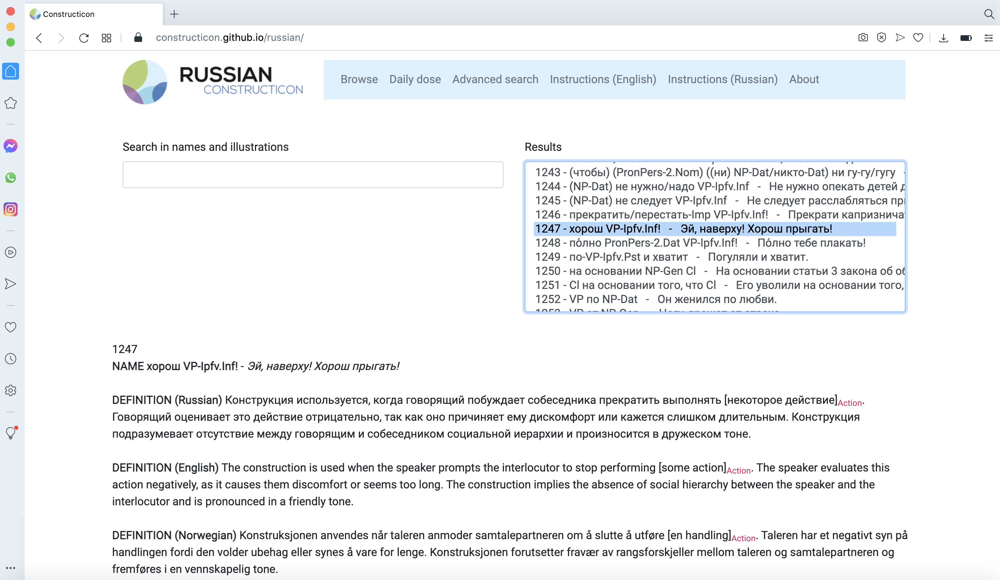 Constructicon
constructicon.github.io/russian/
RUSSIAN
CONSTRUCTICON
Browse Daily dose Advanced search Instructions (English) Instructions (Russian) About
Search in names and illustrations
Results
1243 - (чтобы) (PronPers-2.Nom) ((ни) NP-Dat/никто-Dat) ни гу-гу/гугу -
1244 - (NP-Dat) не нужно/надо VP-Ipfv.Inf - Не нужно опекать детей д
1245 - (NP-Dat) не следует VP-Ipfv.Inf - Не следует расслабляться при
1246 - прекратить/перестать-Imp VP-Ipfv.Inf! - Прекрати капризнича
1247 - хорош VP-Ipfv.Inf! - Эй, наверху! Хорош прыгать!
1248 - по́лно PronPers-2.Dat VP-Ipfv.Inf! - По́лно тебе плакать!
1249 - по-VP-Ipfv.Pst и хватит - Погуляли и хватит.
1250 - на основании NP-Gen Cl - На основании статьи 3 закона об об
1251 - Cl на основании того, что Cl - Его уволили на основании того,
1252 - VP по NP-Dat - Он женился по любви.
1247
NAME хорош VP-Ipfv.Inf! - Эй, наверху! Хорош прыгать!
DEFINITION (Russian) Конструкция используется, когда говорящий побуждает собеседника прекратить выполнять [некоторое действие]Action.
Говорящий оценивает это действие отрицательно, так как оно причиняет ему дискомфорт или кажется слишком длительным. Конструкция
подразумевает отсутствие между говорящим и собеседником социальной иерархии и произносится в дружеском тоне.
DEFINITION (English) The construction is used when the speaker prompts the interlocutor to stop performing [some action]Action. The speaker evaluates this
action negatively, as it causes them discomfort or seems too long. The construction implies the absence of social hierarchy between the speaker and the
interlocutor and is pronounced in a friendly tone.
DEFINITION (Norwegian) Konstruksjonen anvendes når taleren anmoder samtalepartneren om å slutte å utføre [en handling]Action. Taleren har et negativt syn på
handlingen fordi den volder ubehag eller synes å vare for lenge. Konstruksjonen forutsetter fravær av rangsforskjeller mellom taleren og samtalepartneren og
fremføres i en vennskapelig tone.